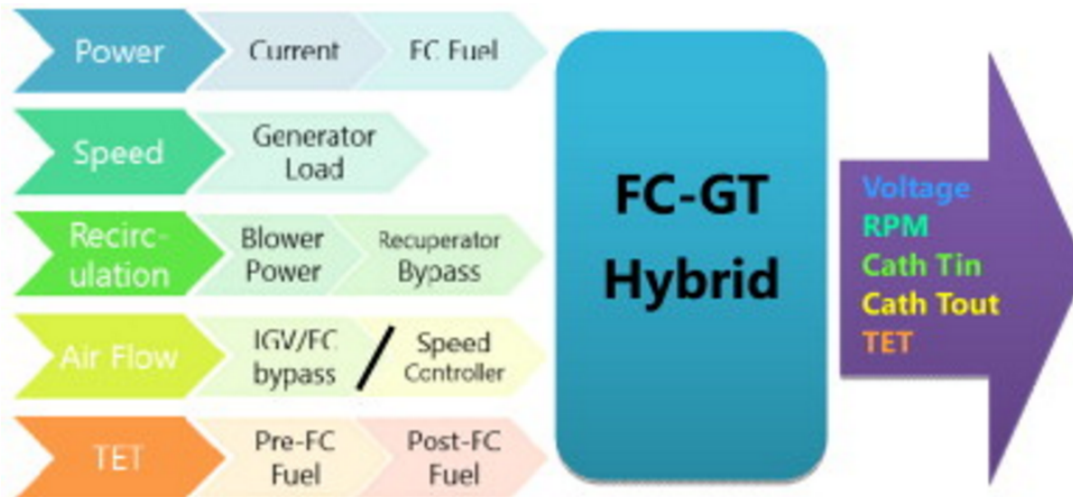 Power Current FC Fuel
Speed Generator
Load
Recirc-
ulation Blower
Power Recuperator
Bypass
Air Flow IGV/FC
bypass / Speed
Controller
TET Pre-FC
Fuel Post-FC
Fuel
FC-GT
Hybrid
Voltage
RPM
Cath Tin
Cath Tout
TET